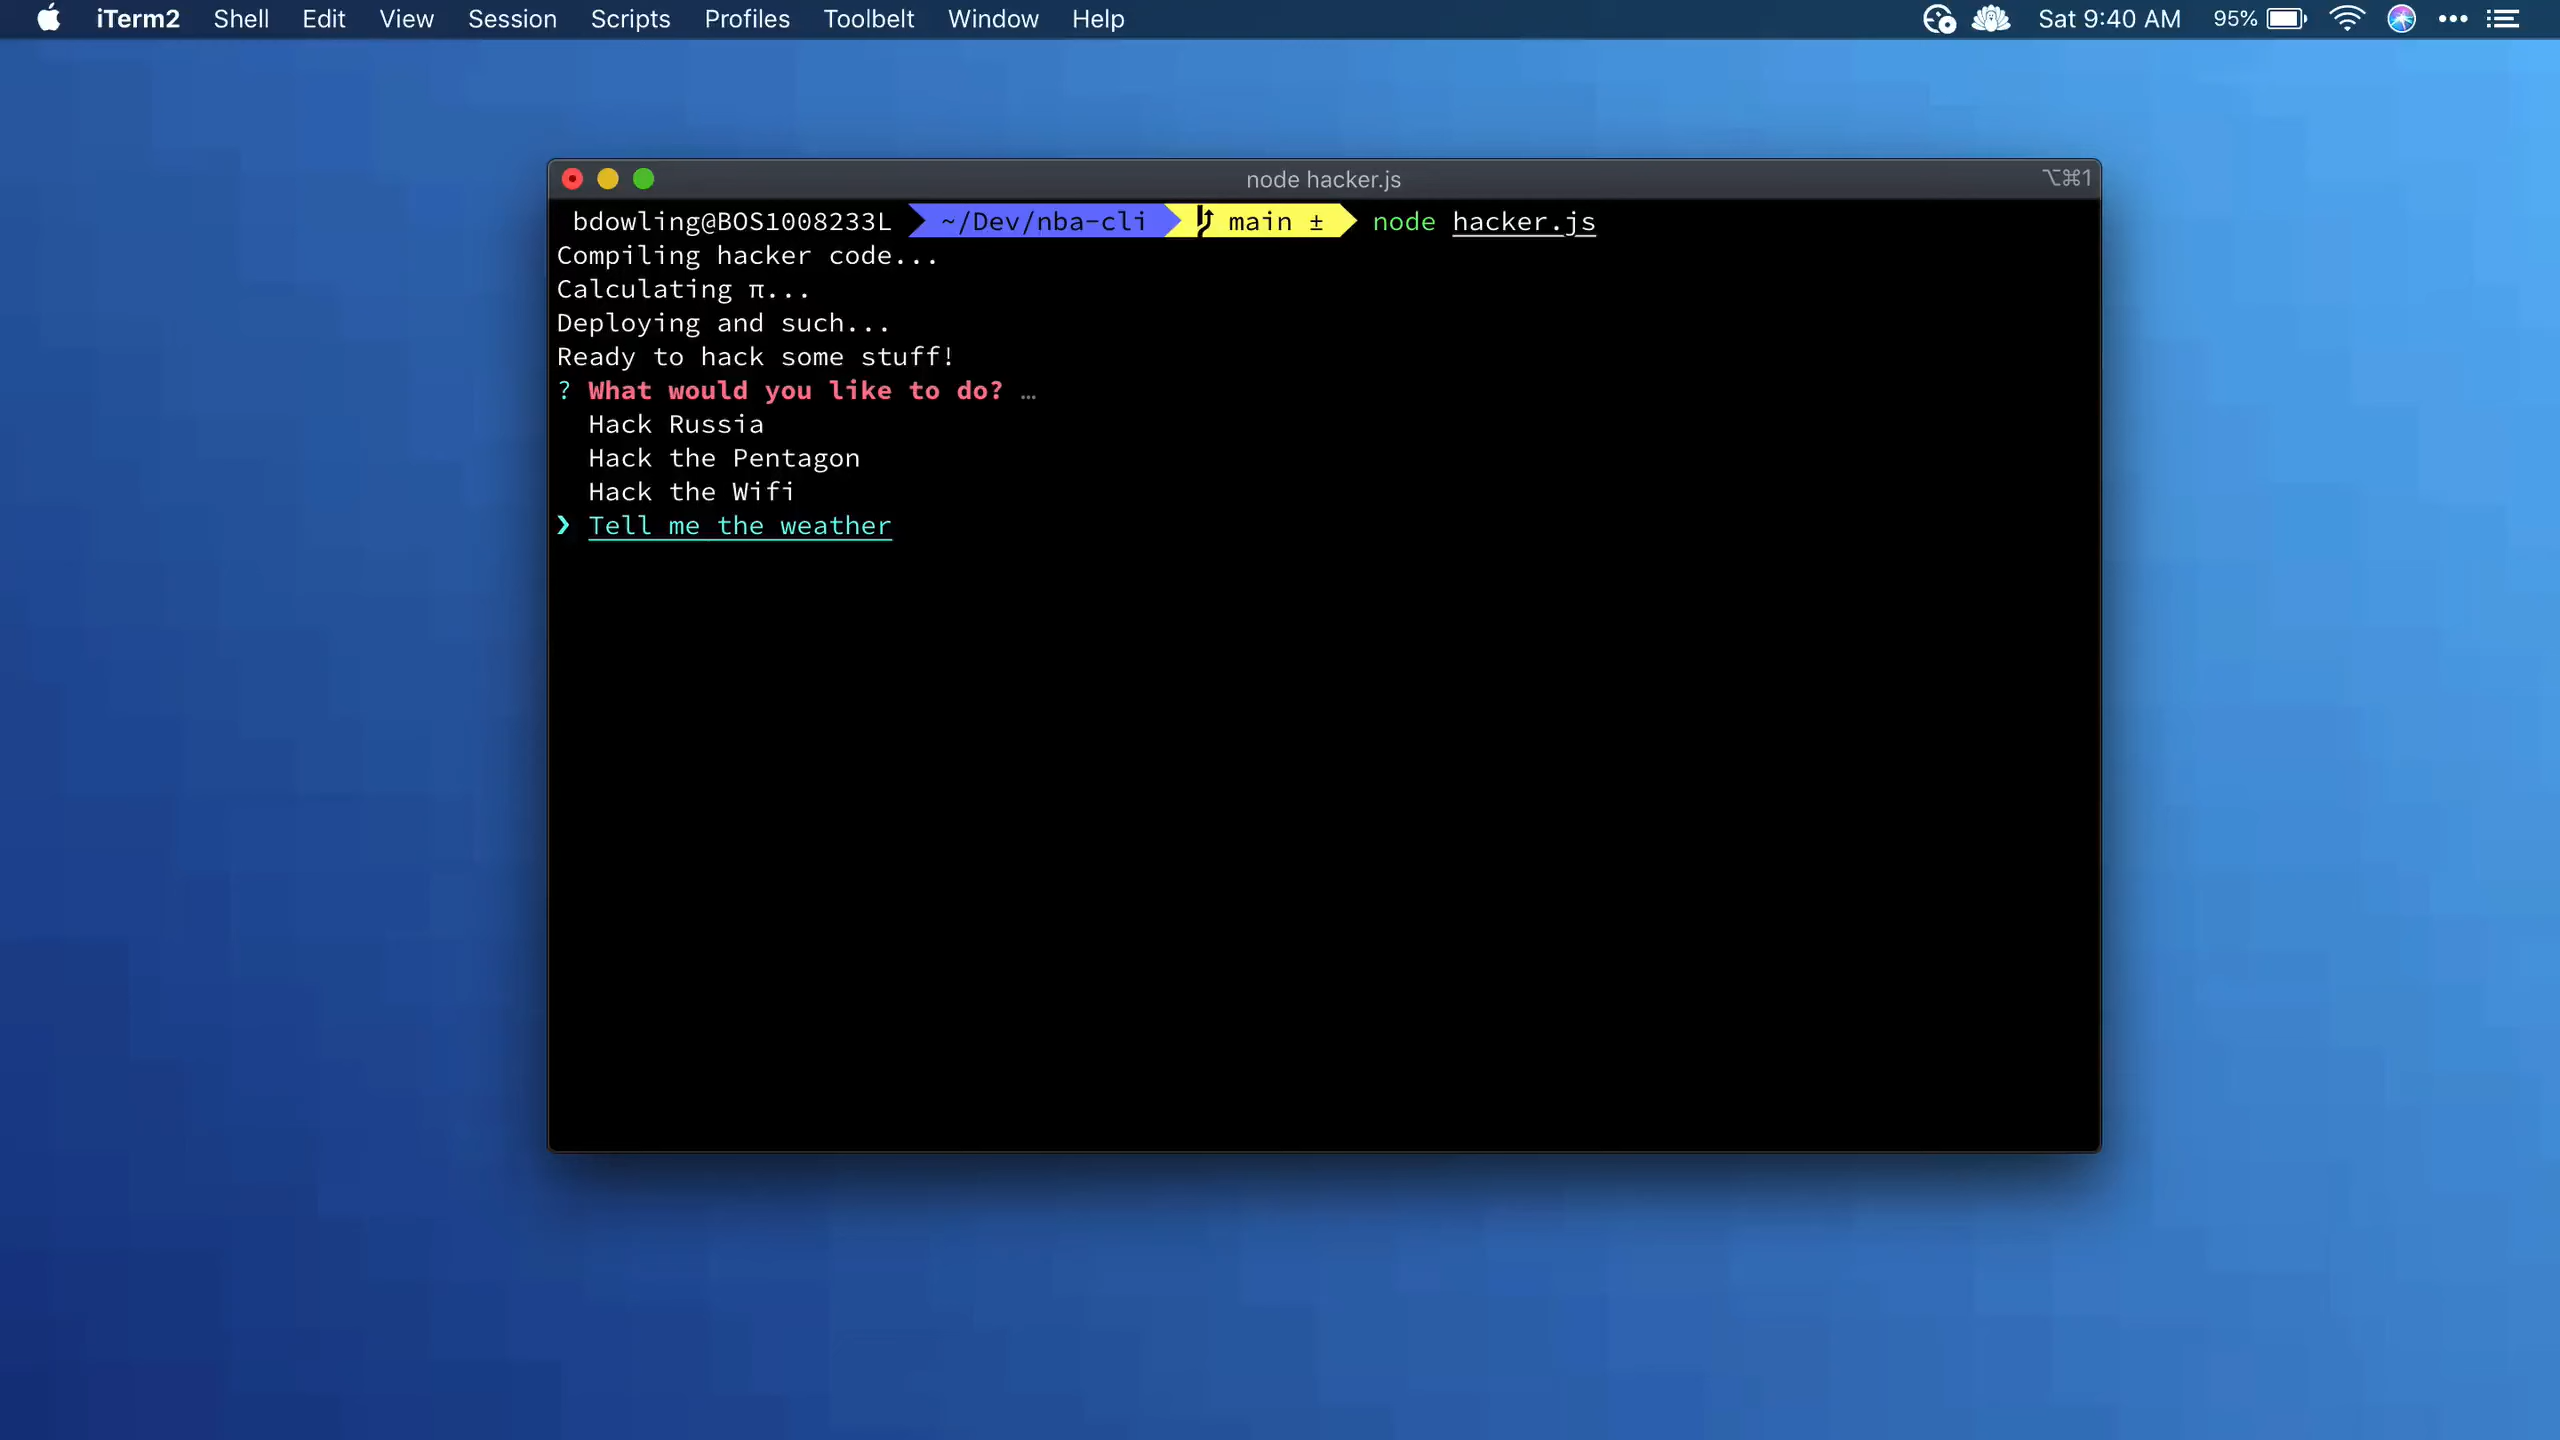 iTerm2 Shell Edit View Session Scripts Profiles Toolbelt Window Help Sat 9:40 AM 95%
node hacker.js ⌥⌘1
bdowling@BOS1008233L ~/Dev/nba-cli main ± node hacker.js
Compiling hacker code...
Calculating π...
Deploying and such...
Ready to hack some stuff!
? What would you like to do? …
Hack Russia
Hack the Pentagon
Hack the Wifi
❯ Tell me the weather